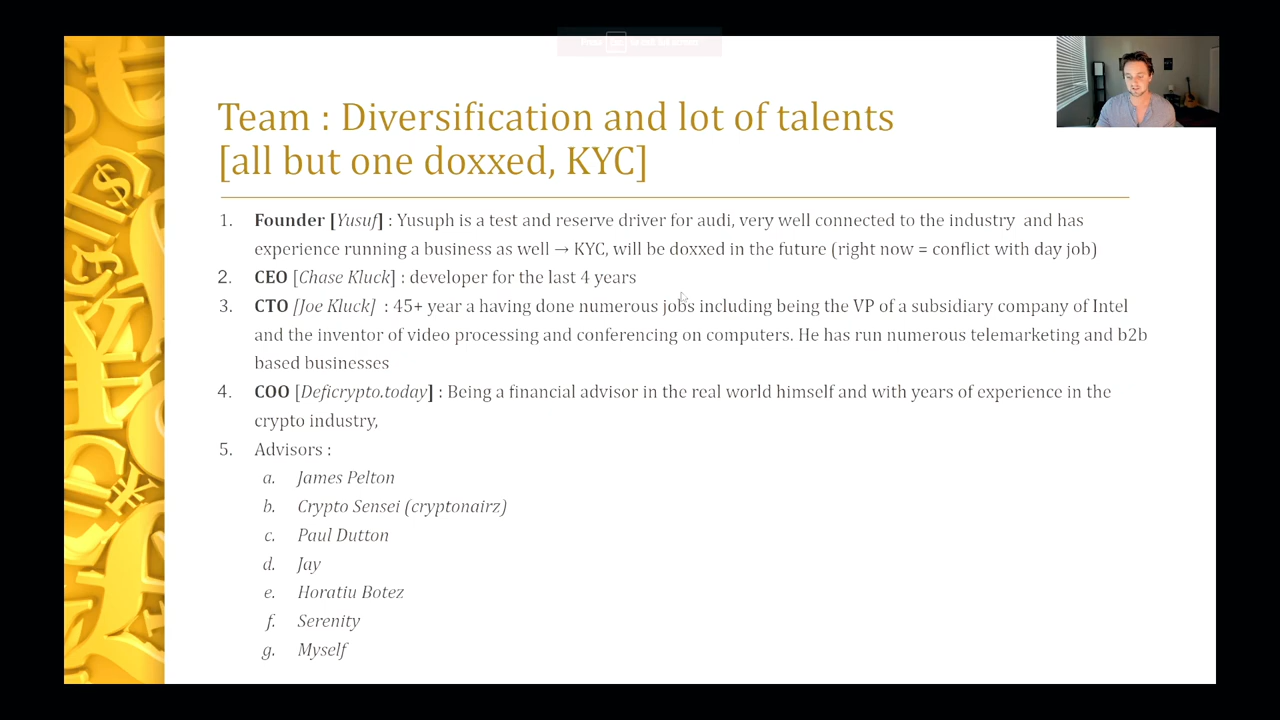 Team : Diversification and lot of talents
[all but one doxxed, KYC]
1. Founder [Yusuf] : Yusuph is a test and reserve driver for audi, very well connected to the industry and has
experience running a business as well → KYC, will be doxxed in the future (right now = conflict with day job)
2. CEO [Chase Kluck] : developer for the last 4 years
3. CTO [Joe Kluck] : 45+ year a having done numerous jobs including being the VP of a subsidiary company of Intel
and the inventor of video processing and conferencing on computers. He has run numerous telemarketing and b2b
based businesses
4. COO [Deficrypto.today] : Being a financial advisor in the real world himself and with years of experience in the
crypto industry,
5. Advisors :
a. James Pelton
b. Crypto Sensei (cryptonairz)
c. Paul Dutton
d. Jay
e. Horatiu Botez
f. Serenity
g. Myself